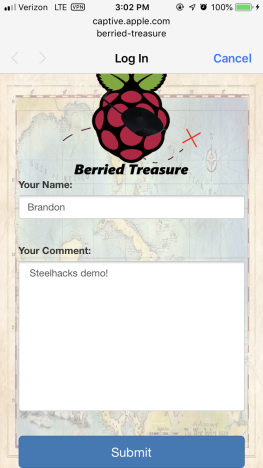 Verizon LTE VPN 3:02 PM 100%
captive.apple.com
berried-treasure
Log In Cancel
Berried Treasure
Your Name:
Brandon
Your Comment:
Steelhacks demo!
Submit